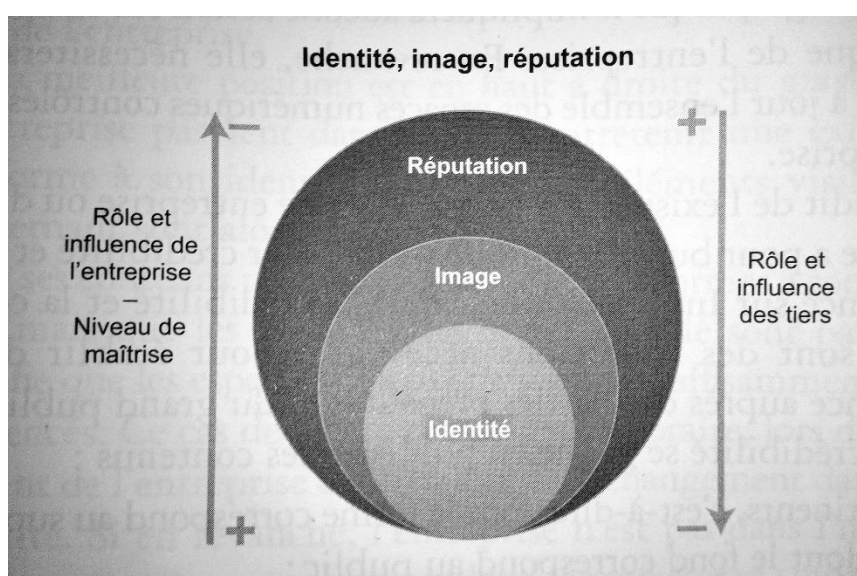 Identité, image, réputation
−
+
Réputation
Rôle et
influence de
l'entreprise
–
Niveau de
maîtrise
Image
Rôle et
influence
des tiers
Identité
+
−